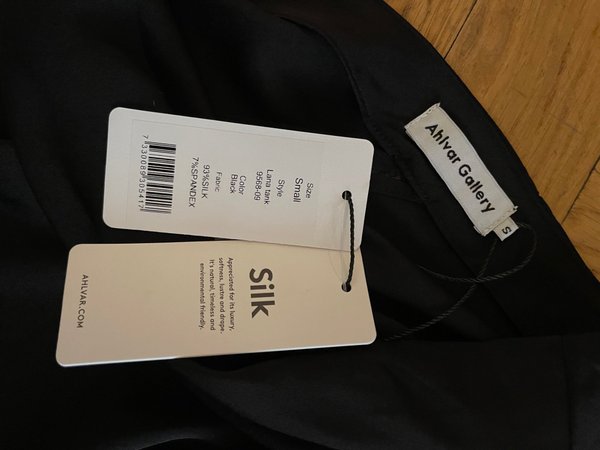 Ahlvar Gallery
S
Size
Small
Style
Lana tank
9568-09
Color
Black
Fabric
93%SILK
7%SPANDEX
7330089305417
Silk
Appreciated for its luxury,
softness, lustre and drape.
It's natural, timeless and
environmental friendly.
AHLVAR.COM